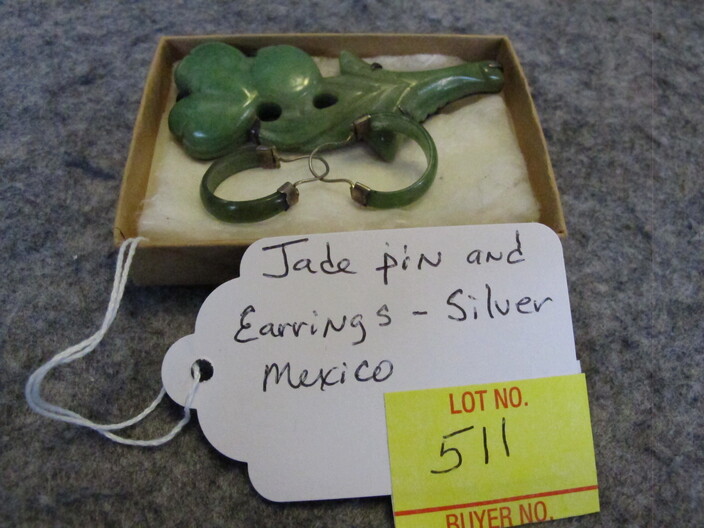 Jade pin and
Earrings - Silver
Mexico
LOT NO.
511
BUYER NO.